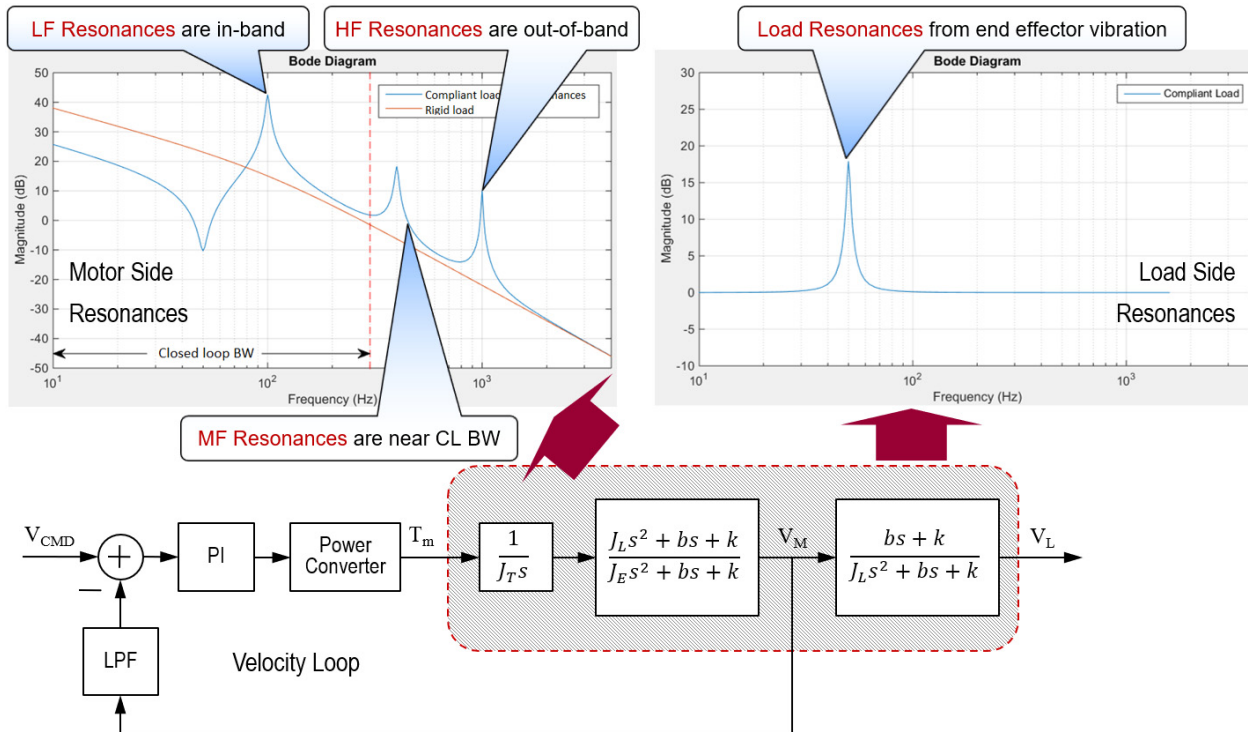 LF Resonances are in-band
HF Resonances are out-of-band
Load Resonances from end effector vibration
Bode Diagram
Compliant load
nances
Rigid load
50
40
30
20
10
0
-10
-20
-30
-40
-50
Magnitude (dB)
Motor Side
Resonances
Closed loop BW
10^1
10^2
10^3
Frequency (Hz)
MF Resonances are near CL BW
Bode Diagram
Compliant Load
30
25
20
15
10
5
0
-5
-10
Magnitude (dB)
Load Side
Resonances
10^1
10^2
10^3
Frequency (Hz)
V_CMD
+
—
PI
Power
Converter
T_m
1
J_T s
J_L s² + bs + k
J_E s² + bs + k
V_M
bs + k
J_L s² + bs + k
V_L
LPF
Velocity Loop